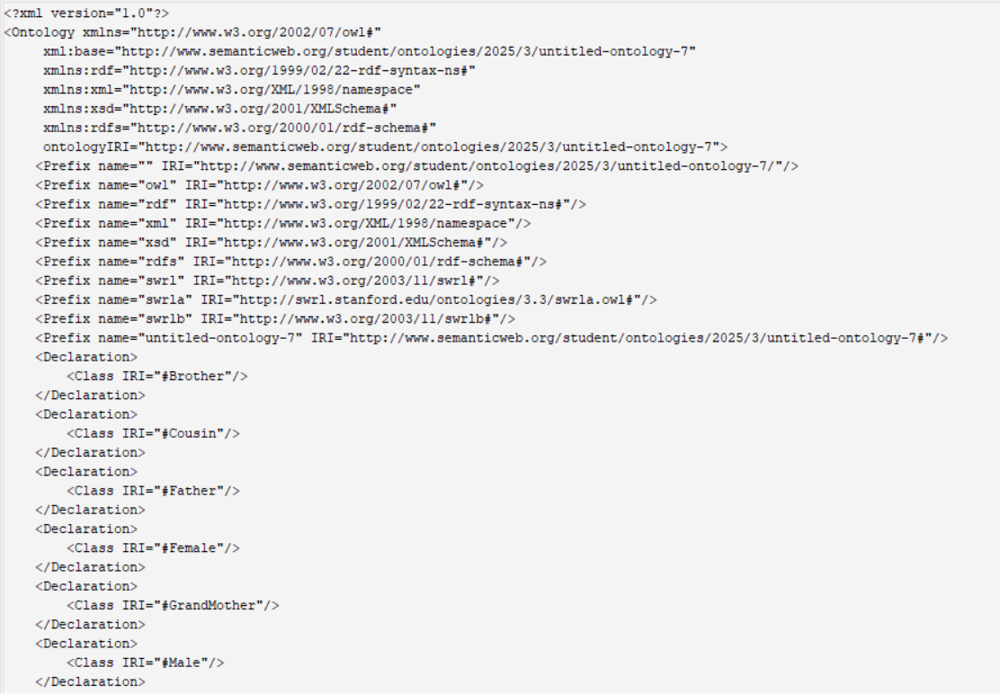 <?xml version="1.0"?>
<Ontology xmlns="http://www.w3.org/2002/07/owl#"
     xml:base="http://www.semanticweb.org/student/ontologies/2025/3/untitled-ontology-7"
     xmlns:rdf="http://www.w3.org/1999/02/22-rdf-syntax-ns#"
     xmlns:xml="http://www.w3.org/XML/1998/namespace"
     xmlns:xsd="http://www.w3.org/2001/XMLSchema#"
     xmlns:rdfs="http://www.w3.org/2000/01/rdf-schema#"
     ontologyIRI="http://www.semanticweb.org/student/ontologies/2025/3/untitled-ontology-7">
    <Prefix name="" IRI="http://www.semanticweb.org/student/ontologies/2025/3/untitled-ontology-7/"/>
    <Prefix name="owl" IRI="http://www.w3.org/2002/07/owl#"/>
    <Prefix name="rdf" IRI="http://www.w3.org/1999/02/22-rdf-syntax-ns#"/>
    <Prefix name="xml" IRI="http://www.w3.org/XML/1998/namespace"/>
    <Prefix name="xsd" IRI="http://www.w3.org/2001/XMLSchema#"/>
    <Prefix name="rdfs" IRI="http://www.w3.org/2000/01/rdf-schema#"/>
    <Prefix name="swrl" IRI="http://www.w3.org/2003/11/swrl#"/>
    <Prefix name="swrla" IRI="http://swrl.stanford.edu/ontologies/3.3/swrla.owl#"/>
    <Prefix name="swrlb" IRI="http://www.w3.org/2003/11/swrlb#"/>
    <Prefix name="untitled-ontology-7" IRI="http://www.semanticweb.org/student/ontologies/2025/3/untitled-ontology-7#"/>
    <Declaration>
        <Class IRI="#Brother"/>
    </Declaration>
    <Declaration>
        <Class IRI="#Cousin"/>
    </Declaration>
    <Declaration>
        <Class IRI="#Father"/>
    </Declaration>
    <Declaration>
        <Class IRI="#Female"/>
    </Declaration>
    <Declaration>
        <Class IRI="#GrandMother"/>
    </Declaration>
    <Declaration>
        <Class IRI="#Male"/>
    </Declaration>